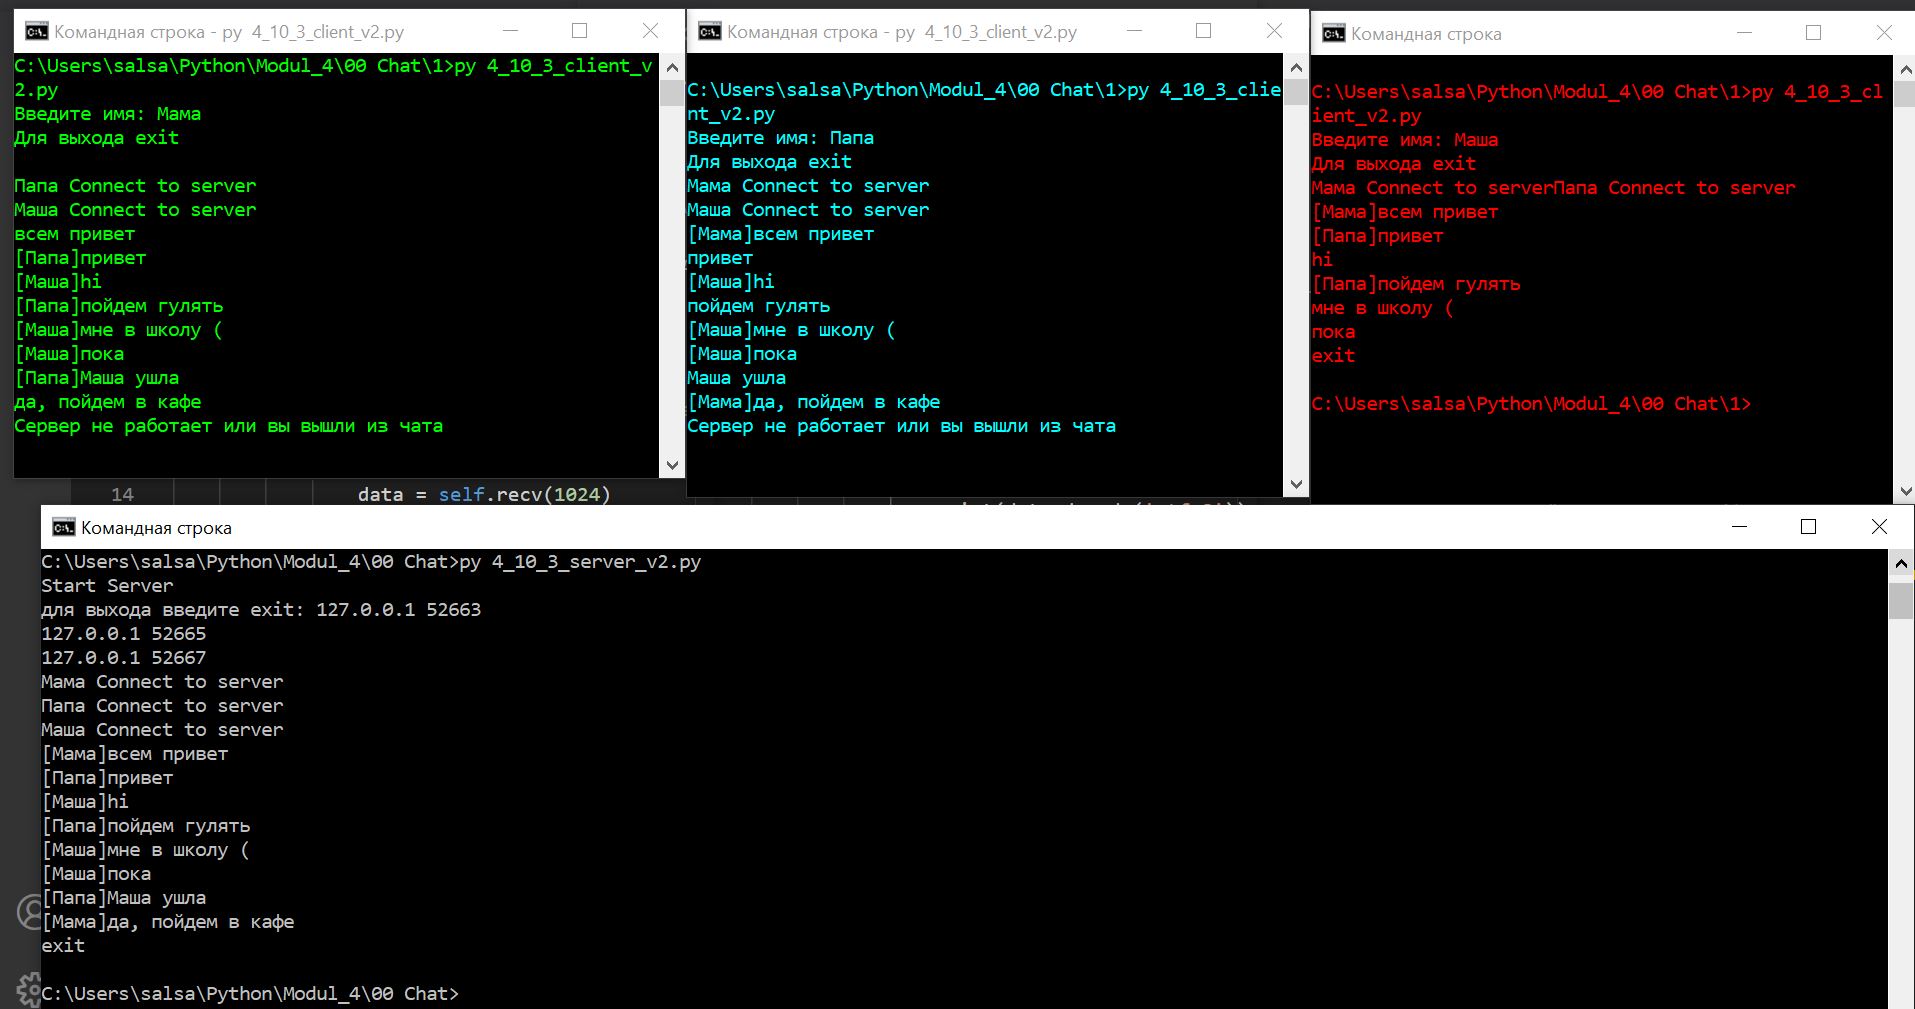 Командная строка - py 4_10_3_client_v2.py
C:\Users\salsa\Python\Modul_4\00 Chat\1>py 4_10_3_client_v
2.py
Введите имя: Мама
Для выхода exit
Папа Connect to server
Маша Connect to server
всем привет
[Папа]привет
[Маша]hi
[Папа]пойдем гулять
[Маша]мне в школу (
[Маша]пока
[Папа]Маша ушла
да, пойдем в кафе
Сервер не работает или вы вышли из чата
Командная строка - py 4_10_3_client_v2.py
C:\Users\salsa\Python\Modul_4\00 Chat\1>py 4_10_3_clie
nt_v2.py
Введите имя: Папа
Для выхода exit
Мама Connect to server
Маша Connect to server
[Мама]всем привет
привет
[Маша]hi
пойдем гулять
[Маша]мне в школу (
[Маша]пока
Маша ушла
[Мама]да, пойдем в кафе
Сервер не работает или вы вышли из чата
Командная строка
C:\Users\salsa\Python\Modul_4\00 Chat\1>py 4_10_3_cl
ient_v2.py
Введите имя: Маша
Для выхода exit
Мама Connect to serverПапа Connect to server
[Мама]всем привет
[Папа]привет
hi
[Папа]пойдем гулять
мне в школу (
пока
exit
C:\Users\salsa\Python\Modul_4\00 Chat\1>
14 data = self.recv(1024)
Командная строка
C:\Users\salsa\Python\Modul_4\00 Chat>py 4_10_3_server_v2.py
Start Server
для выхода введите exit: 127.0.0.1 52663
127.0.0.1 52665
127.0.0.1 52667
Мама Connect to server
Папа Connect to server
Маша Connect to server
[Мама]всем привет
[Папа]привет
[Маша]hi
[Папа]пойдем гулять
[Маша]мне в школу (
[Маша]пока
[Папа]Маша ушла
[Мама]да, пойдем в кафе
exit
C:\Users\salsa\Python\Modul_4\00 Chat>